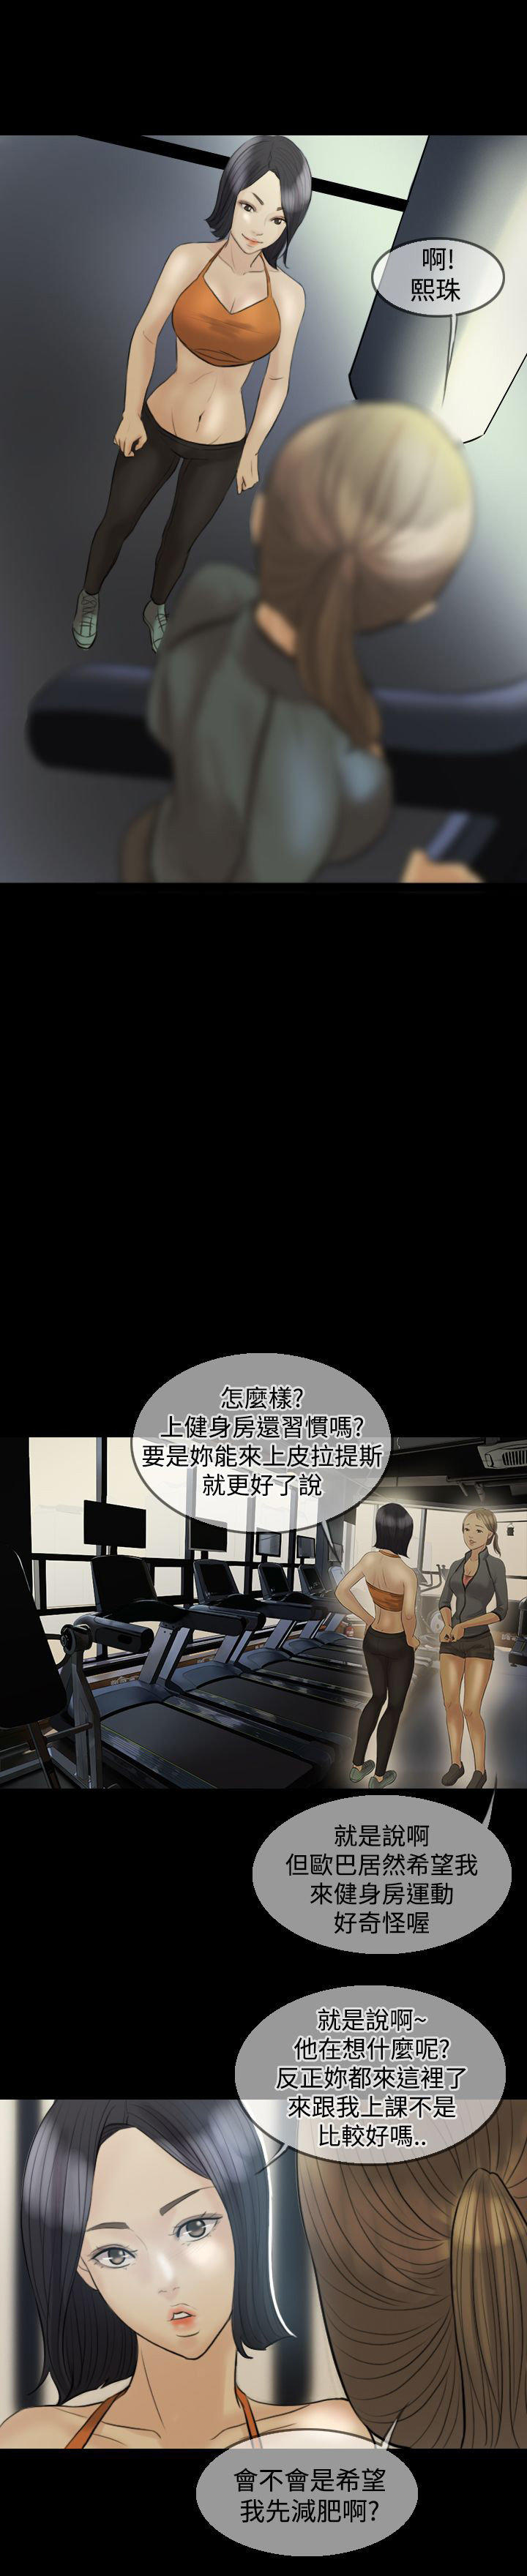 啊!
熙珠
怎麼樣?
上健身房還習慣嗎?
要是妳能來上皮拉提斯
就更好了說
就是說啊
但歐巴居然希望我
來健身房運動
好奇怪喔
就是說啊~
他在想什麼呢?
反正妳都來這裡了
來跟我上課不是
比較好嗎..
會不會是希望
我先減肥啊?